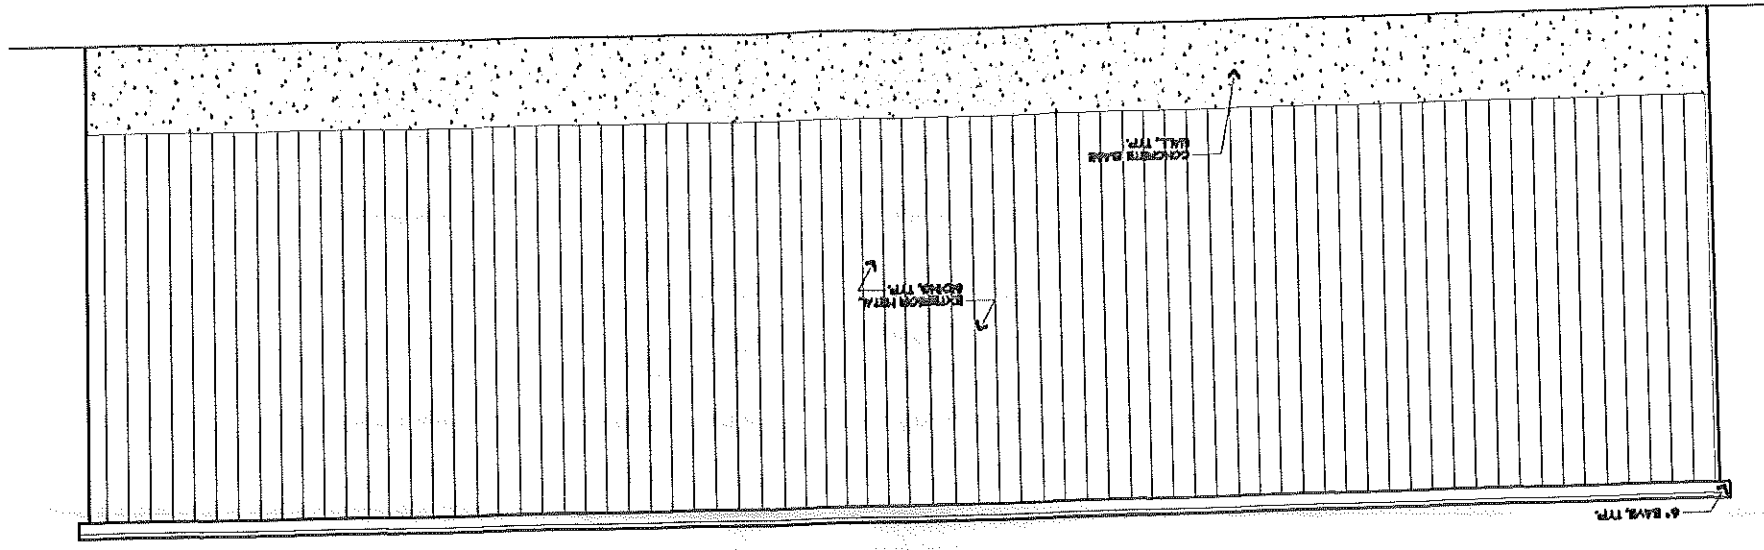 6" EAVE, TYP.
EXTERIOR METAL
SIDING, TYP.
CONCRETE BASE
WALL, TYP.